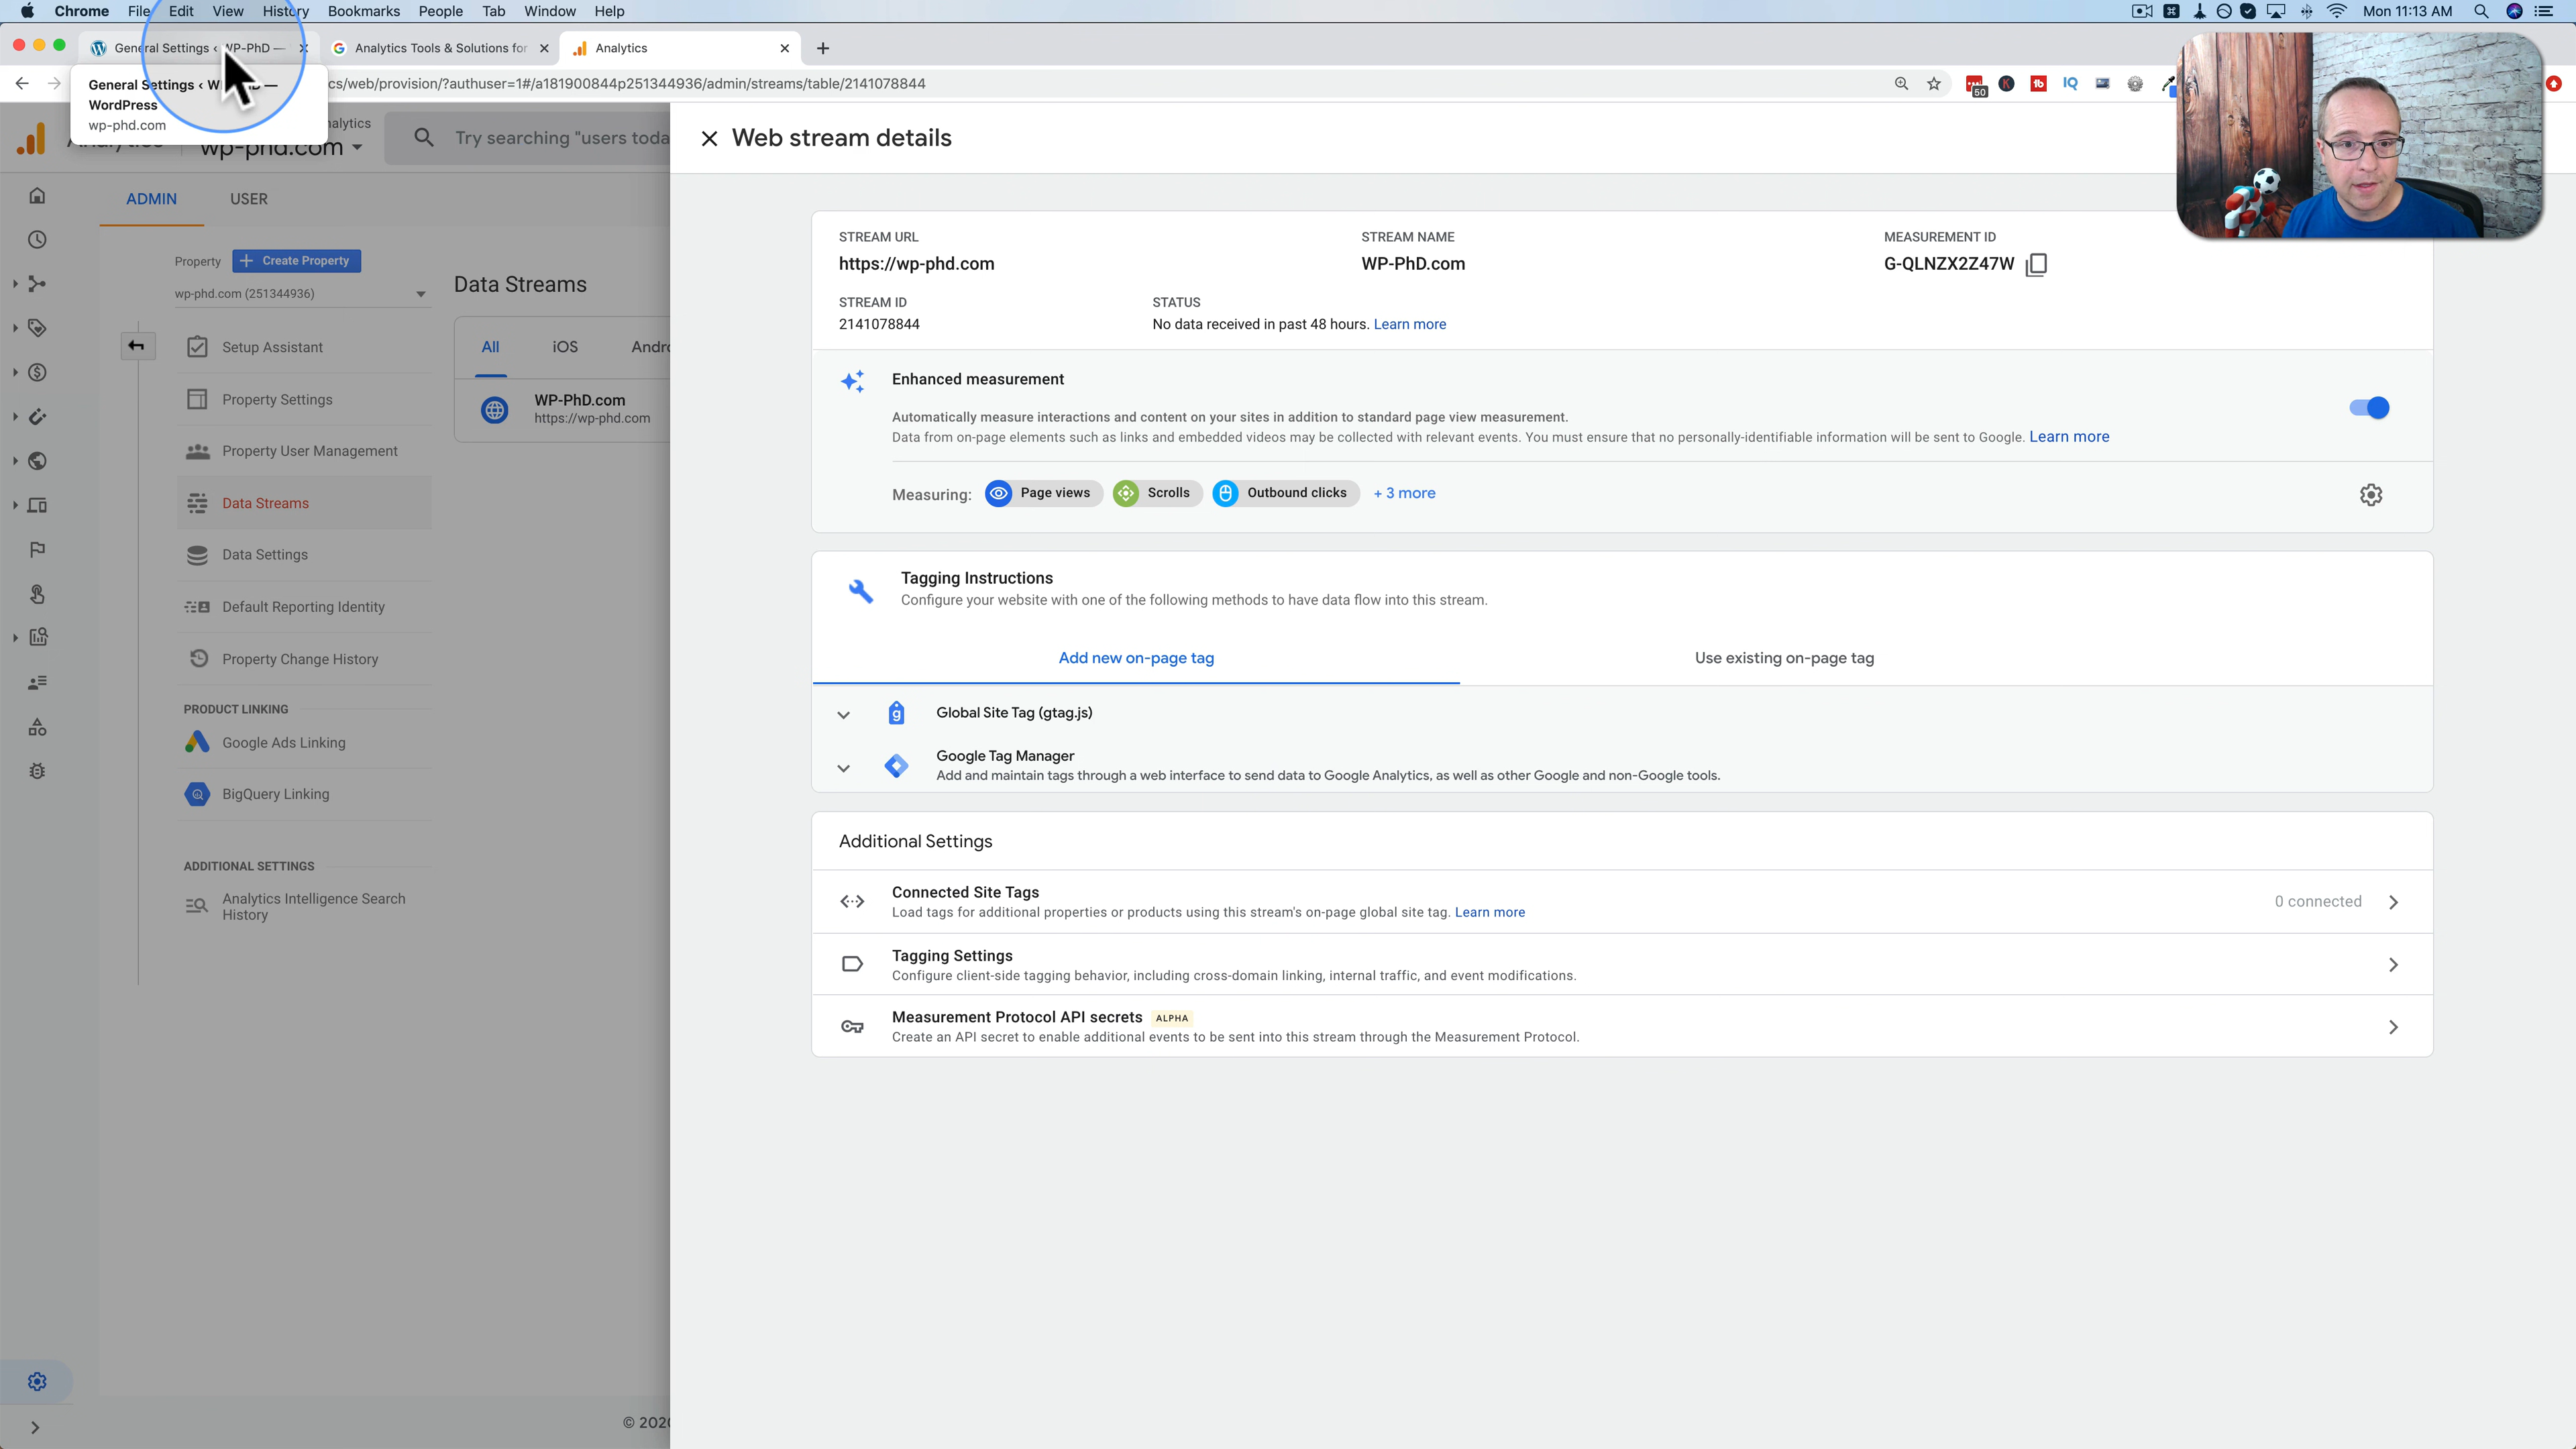 Chrome File Edit View History Bookmarks People Tab Window Help
Mon 11:13 AM
General Settings ‹ WP-PhD —
Analytics Tools & Solutions for
Analytics
cs/web/provision/?authuser=1#/a181900844p251344936/admin/streams/table/2141078844
50
IQ
General Settings ‹ WP-PhD —
WordPress
wp-phd.com
nalytics
wp-phd.com
Try searching "users toda
ADMIN USER
Property
Create Property
wp-phd.com (251344936)
Setup Assistant
Property Settings
Property User Management
Data Streams
Data Settings
Default Reporting Identity
Property Change History
PRODUCT LINKING
Google Ads Linking
BigQuery Linking
ADDITIONAL SETTINGS
Analytics Intelligence Search
History
Data Streams
All iOS Andro
WP-PhD.com
https://wp-phd.com
© 2020
Web stream details
STREAM URL STREAM NAME MEASUREMENT ID
https://wp-phd.com WP-PhD.com G-QLNZX2Z47W
STREAM ID STATUS
2141078844 No data received in past 48 hours. Learn more
Enhanced measurement
Automatically measure interactions and content on your sites in addition to standard page view measurement.
Data from on-page elements such as links and embedded videos may be collected with relevant events. You must ensure that no personally-identifiable information will be sent to Google. Learn more
Measuring: Page views Scrolls Outbound clicks + 3 more
Tagging Instructions
Configure your website with one of the following methods to have data flow into this stream.
Add new on-page tag Use existing on-page tag
Global Site Tag (gtag.js)
Google Tag Manager
Add and maintain tags through a web interface to send data to Google Analytics, as well as other Google and non-Google tools.
Additional Settings
Connected Site Tags
Load tags for additional properties or products using this stream's on-page global site tag. Learn more
0 connected
Tagging Settings
Configure client-side tagging behavior, including cross-domain linking, internal traffic, and event modifications.
Measurement Protocol API secrets ALPHA
Create an API secret to enable additional events to be sent into this stream through the Measurement Protocol.